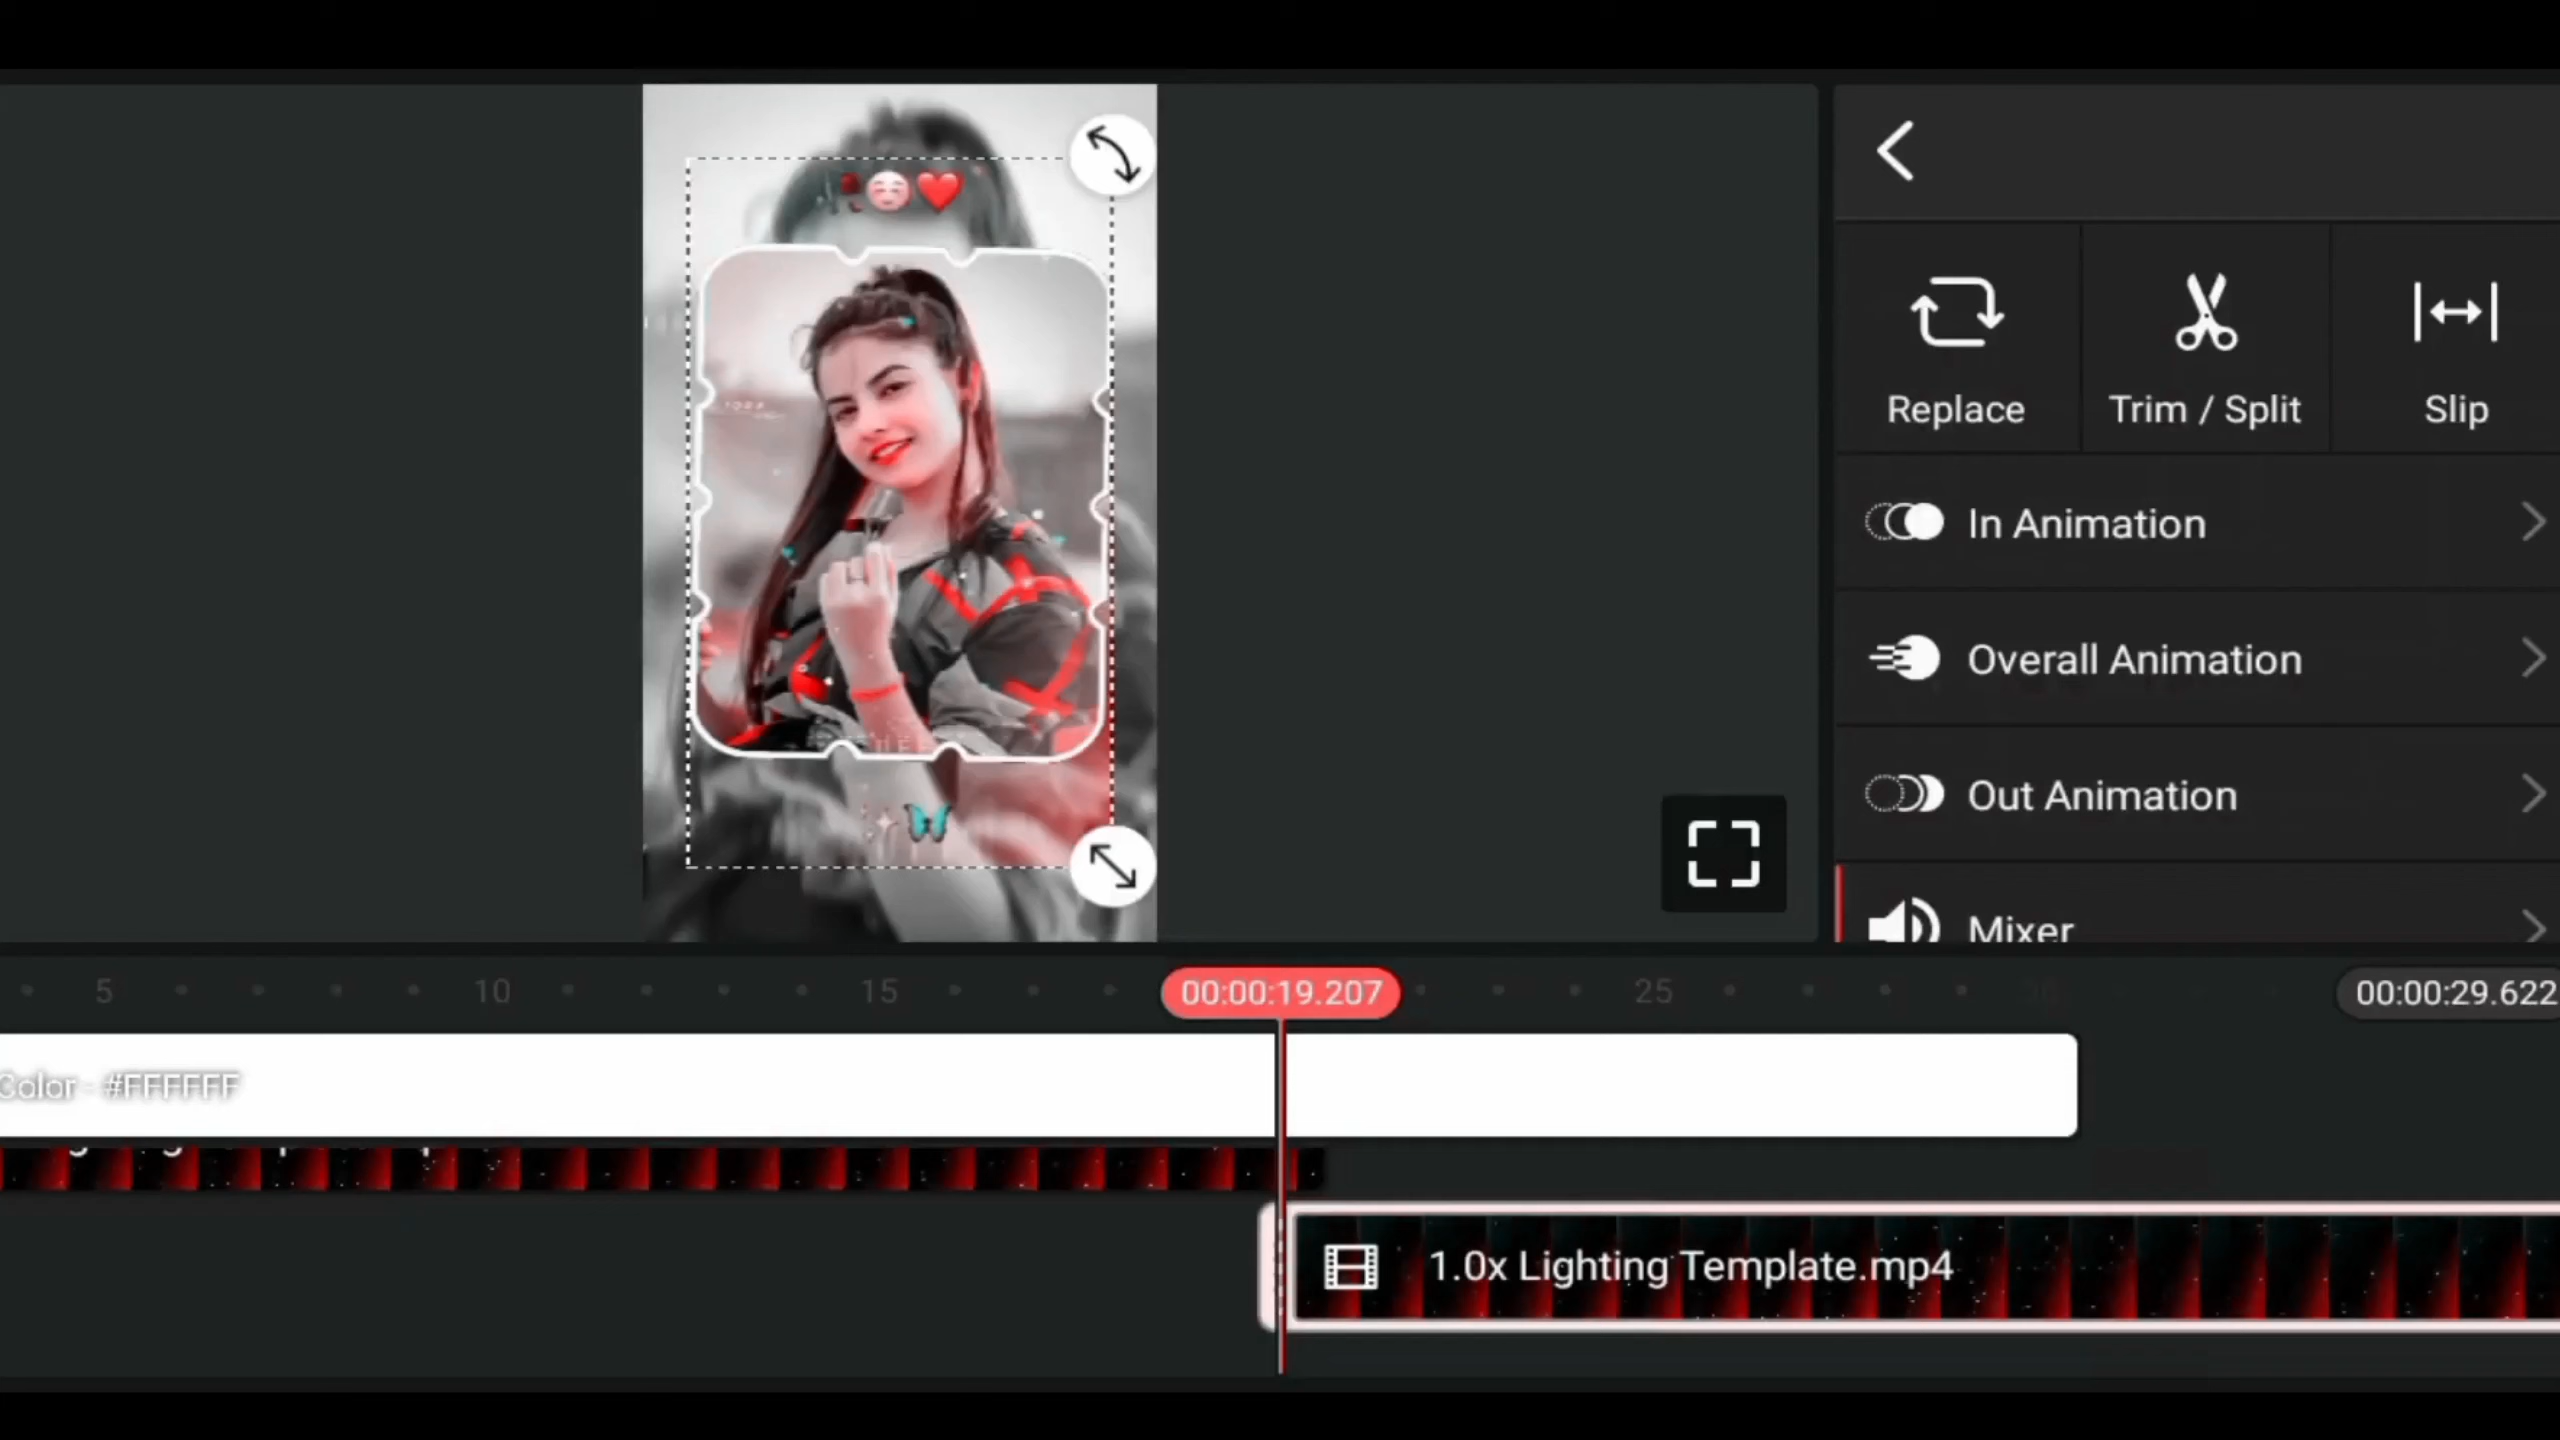 Replace
Trim / Split
Slip
In Animation
Overall Animation
Out Animation
Mixer
5
10
15
00:00:19.207
25
00:00:29.622
Color - #FFFFFF
1.0x Lighting Template.mp4